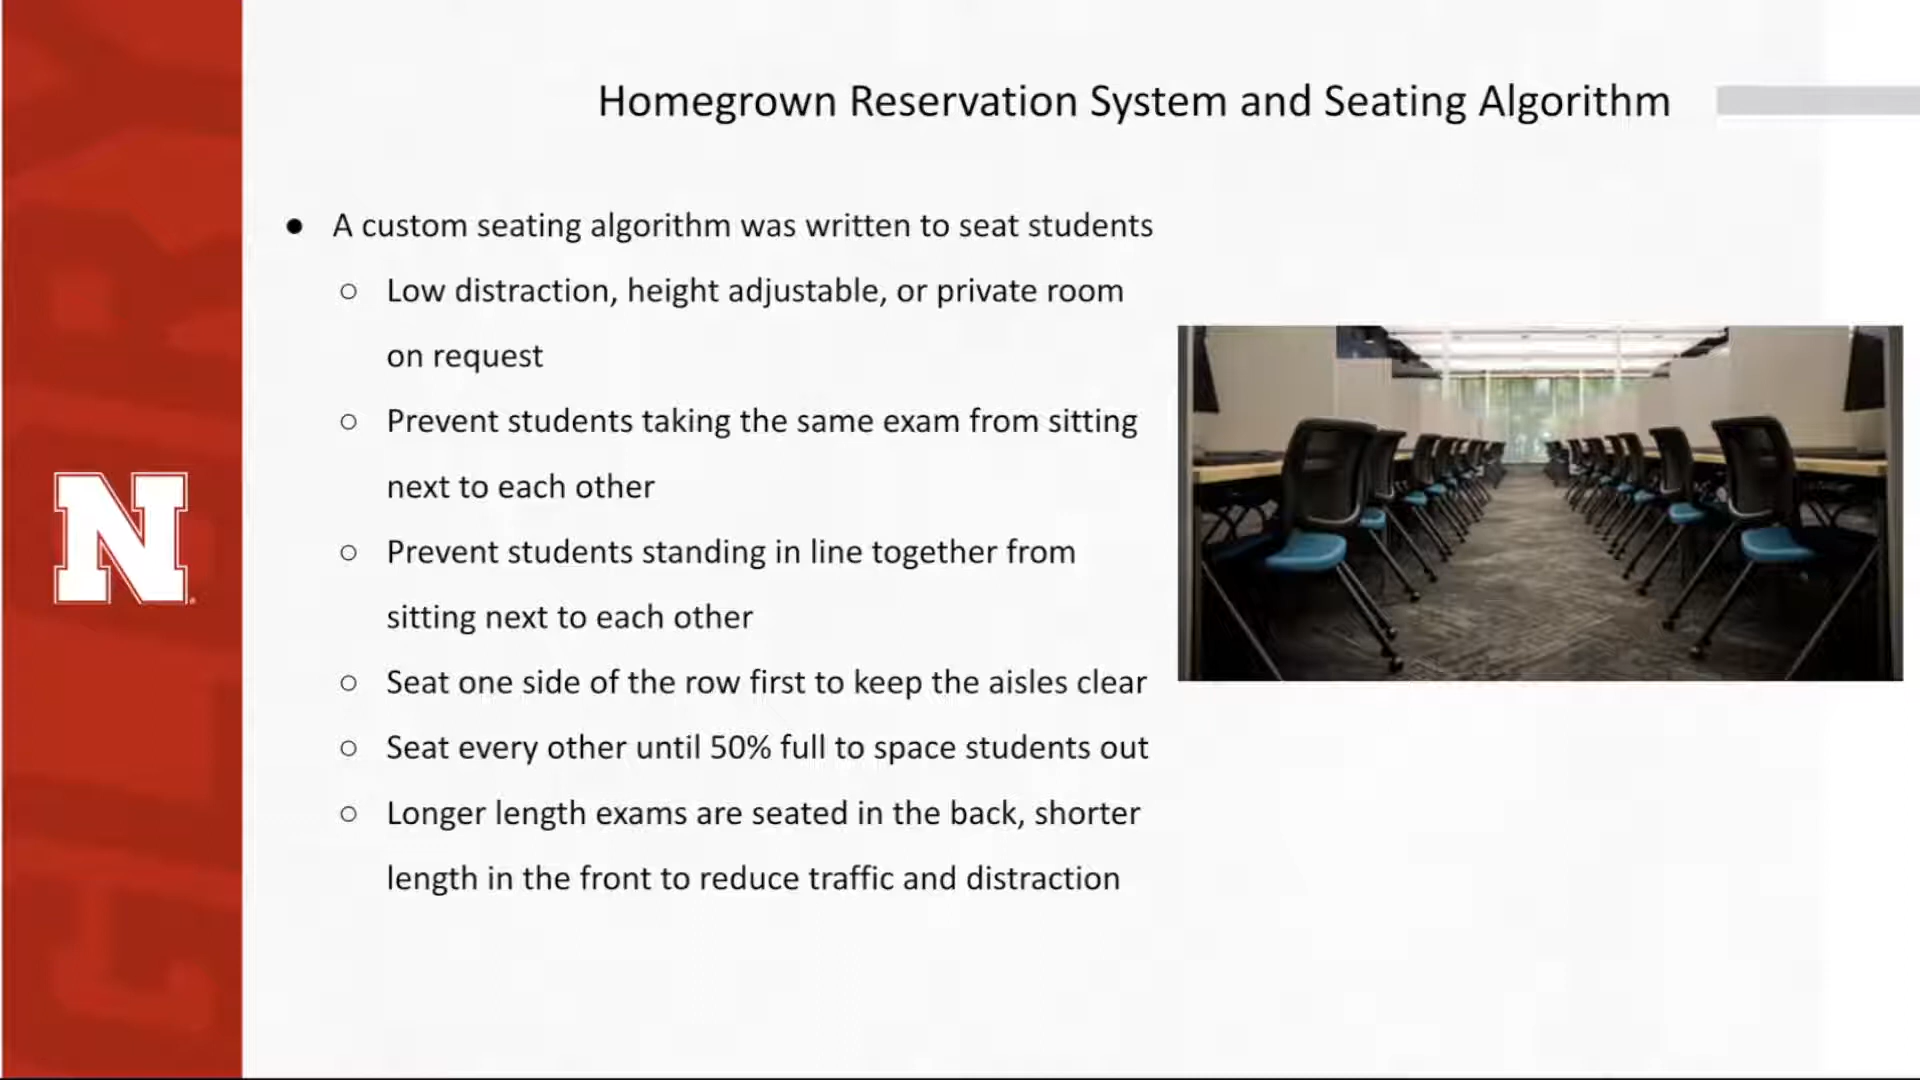 Homegrown Reservation System and Seating Algorithm
● A custom seating algorithm was written to seat students
○ Low distraction, height adjustable, or private room
on request
○ Prevent students taking the same exam from sitting
next to each other
○ Prevent students standing in line together from
sitting next to each other
○ Seat one side of the row first to keep the aisles clear
○ Seat every other until 50% full to space students out
○ Longer length exams are seated in the back, shorter
length in the front to reduce traffic and distraction
N